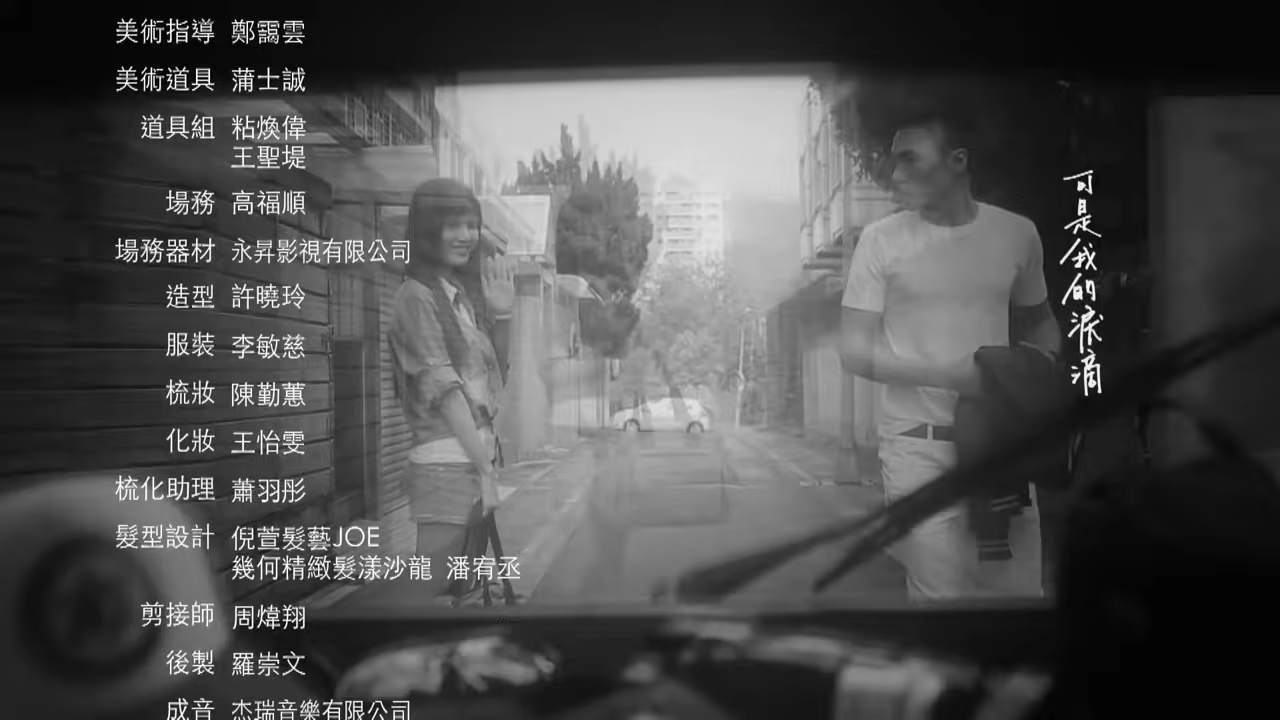 美術指導 鄭靄雲
美術道具 蒲士誠
道具組 粘煥偉
王聖堤
場務 高福順
場務器材 永昇影視有限公司
造型 許曉玲
服裝 李敏慈
梳妝 陳勤蕙
化妝 王怡雯
梳化助理 蕭羽彤
髮型設計 倪萱髮藝JOE
幾何精緻髮漾沙龍 潘宥丞
剪接師 周煒翔
後製 羅崇文
成音 杰瑞音樂有限公司
可是我的淚滴